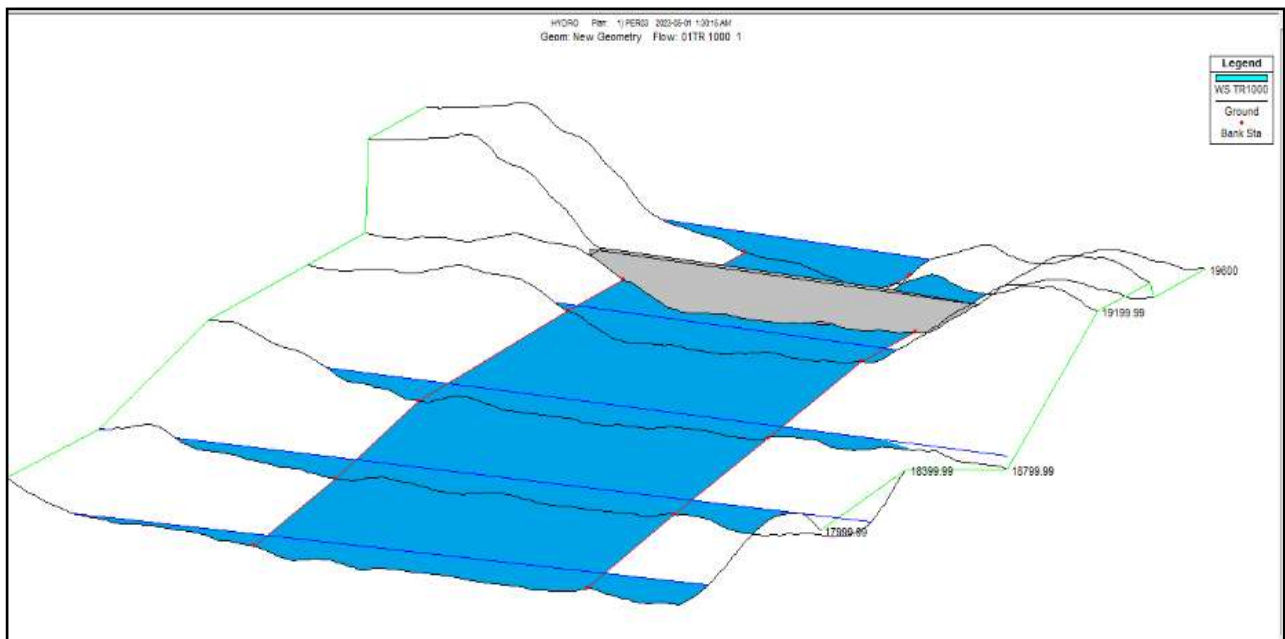 HYDRO Plan: 1) PER03 2023-05-01 1:30:15 AM
Geom: New Geometry Flow: 01TR 1000 1
Legend
WS TR1000
Ground
Bank Sta
19600
19199.99
18799.99
18399.99
17999.99